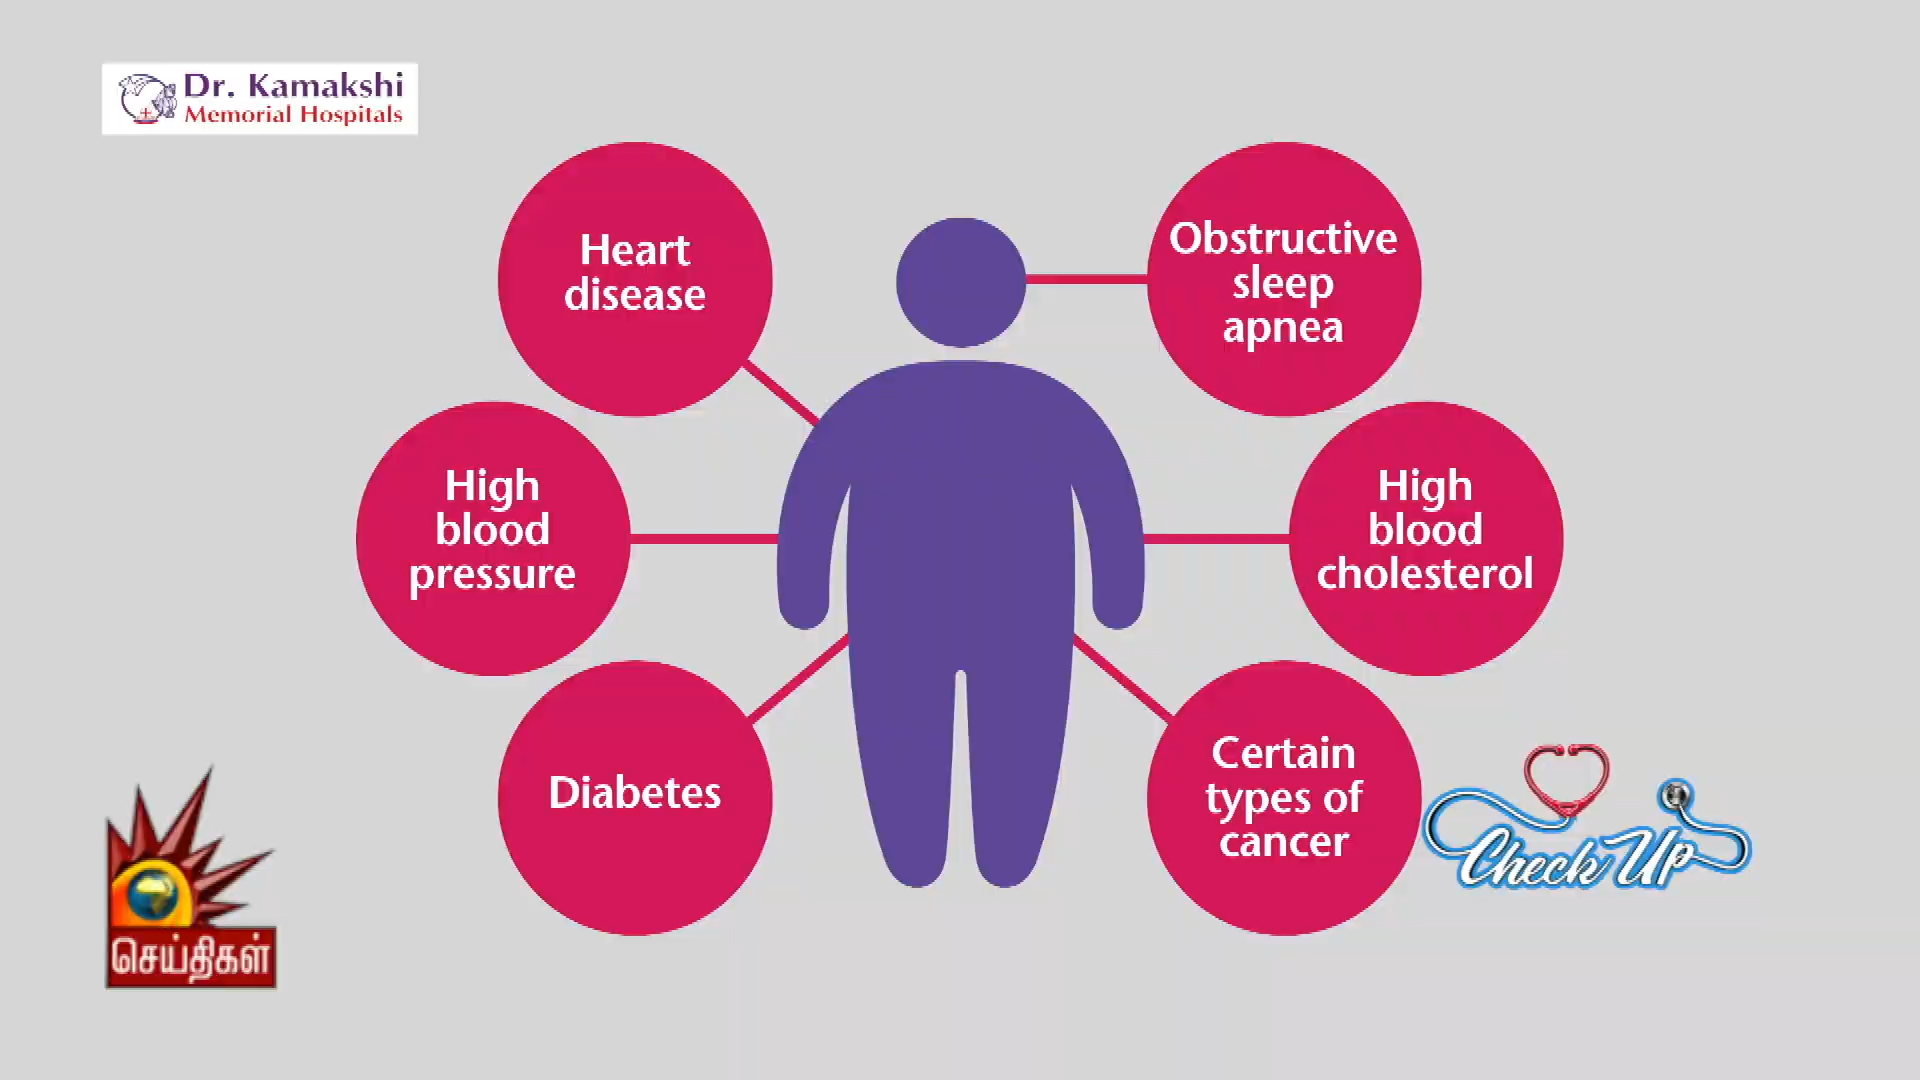 Dr. Kamakshi
Memorial Hospitals
Heart
disease
Obstructive
sleep
apnea
High
blood
pressure
High
blood
cholesterol
Diabetes
Certain
types of
cancer
Check Up
செய்திகள்